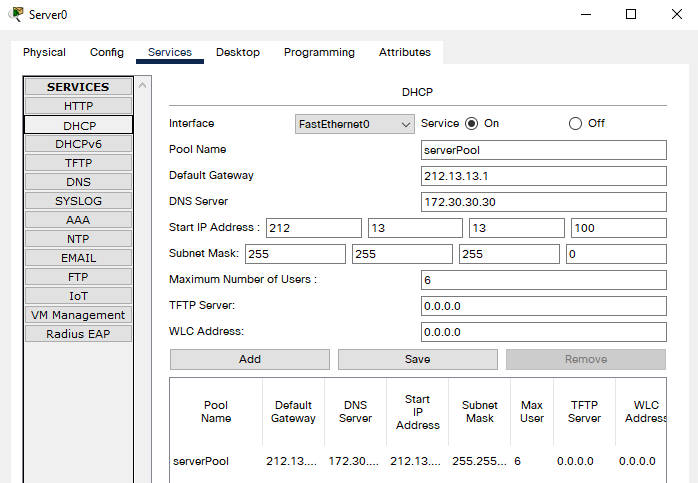 Server0
Physical Config Services Desktop Programming Attributes
SERVICES
HTTP
DHCP
DHCPv6
TFTP
DNS
SYSLOG
AAA
NTP
EMAIL
FTP
IoT
VM Management
Radius EAP
DHCP
Interface FastEthernet0 Service On Off
Pool Name serverPool
Default Gateway 212.13.13.1
DNS Server 172.30.30.30
Start IP Address : 212 13 13 100
Subnet Mask: 255 255 255 0
Maximum Number of Users : 6
TFTP Server: 0.0.0.0
WLC Address: 0.0.0.0
Add Save Remove
Pool Name Default Gateway DNS Server Start IP Address Subnet Mask Max User TFTP Server WLC Address
serverPool 212.13.... 172.30.... 212.13.... 255.255... 6 0.0.0.0 0.0.0.0